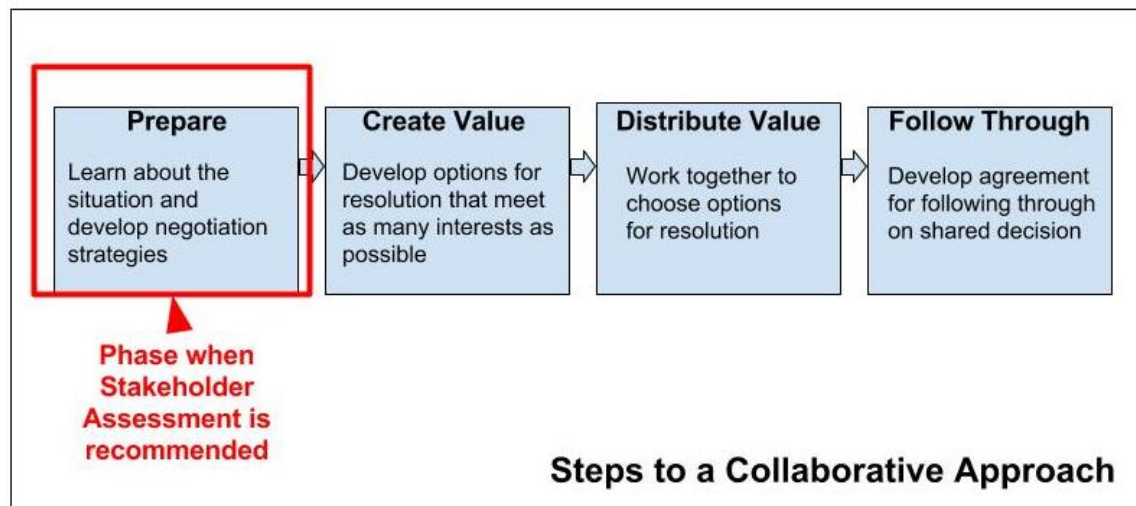 Prepare
Learn about the
situation and
develop negotiation
strategies
Create Value
Develop options for
resolution that meet
as many interests as
possible
Distribute Value
Work together to
choose options
for resolution
Follow Through
Develop agreement
for following through
on shared decision
Phase when
Stakeholder
Assessment is
recommended
Steps to a Collaborative Approach